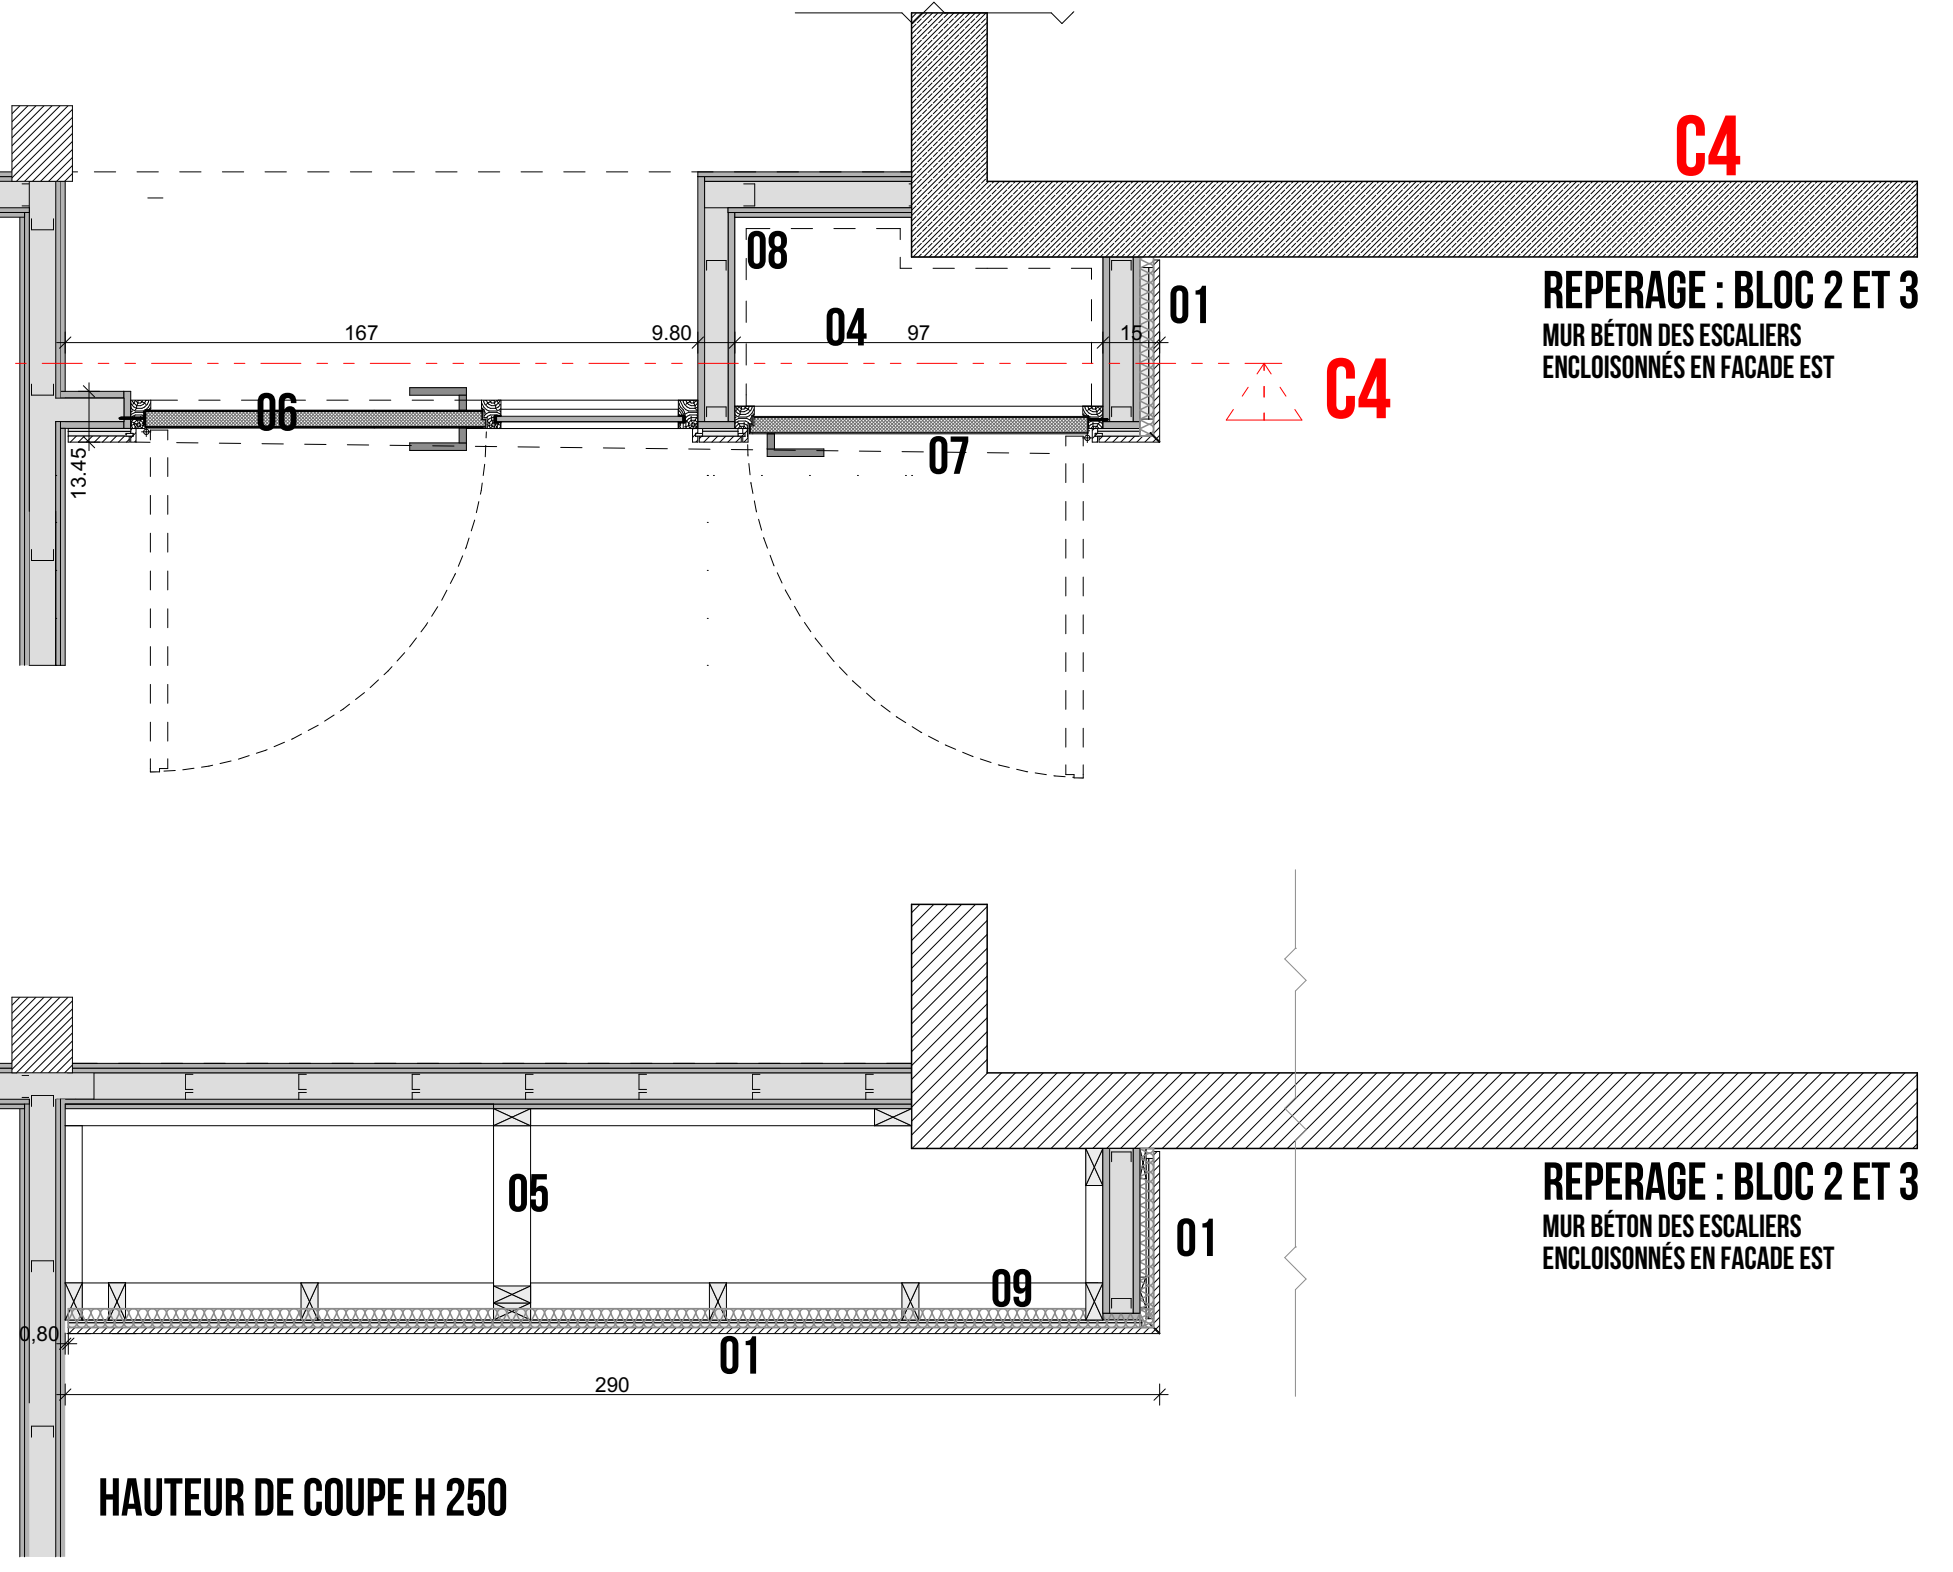 C4
08
REPERAGE : BLOC 2 ET 3
01
MUR BÉTON DES ESCALIERS
04
167
9.80
97
15
ENCLOISONNÉS EN FACADE EST
C4
06
07
13.45
REPERAGE : BLOC 2 ET 3
05
MUR BÉTON DES ESCALIERS
01
ENCLOISONNÉS EN FACADE EST
09
0,80
01
290
HAUTEUR DE COUPE H 250